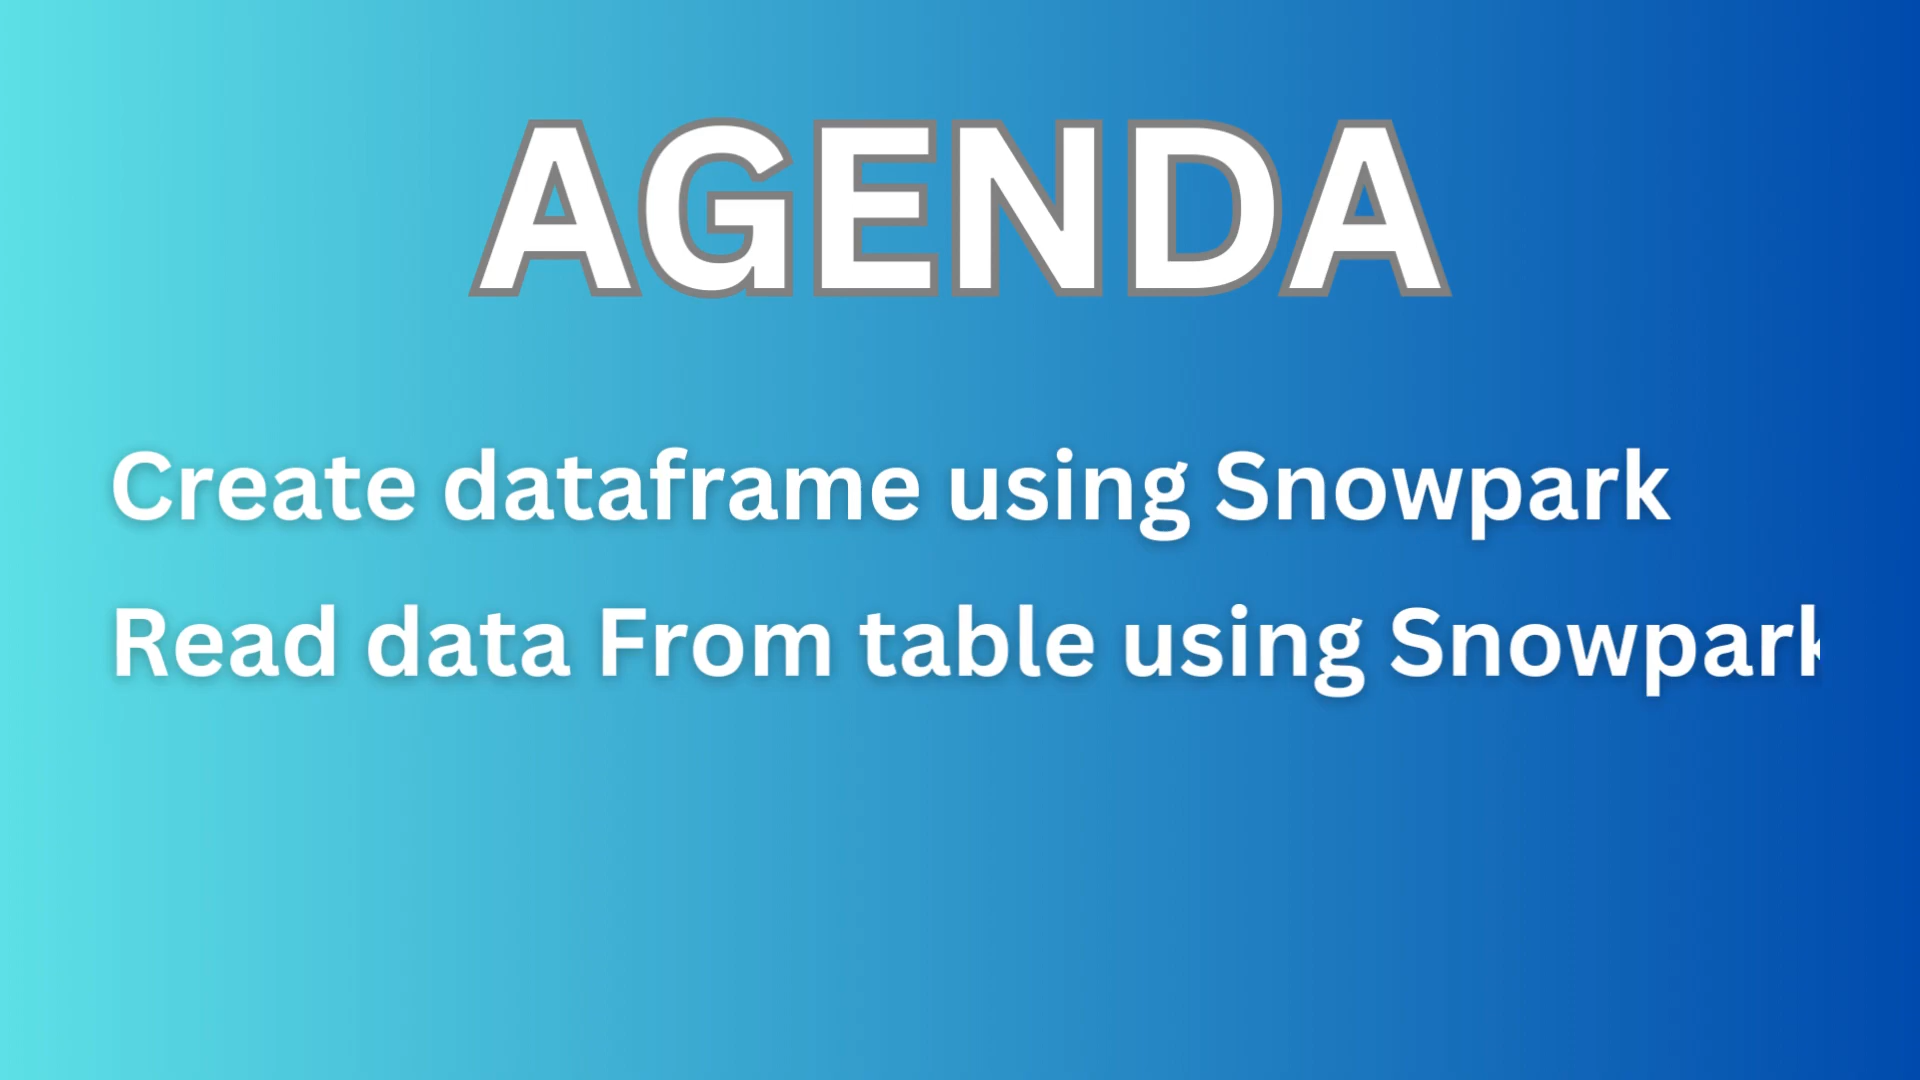 AGENDA
Create dataframe using Snowpark
Read data From table using Snowpark